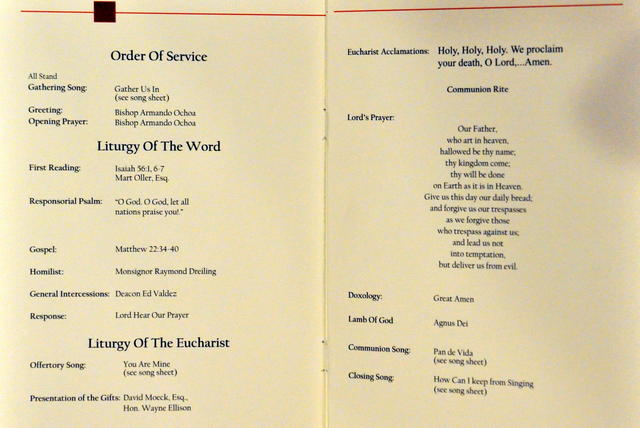 Order Of Service
All Stand
Gathering Song: Gather Us In
(see song sheet)
Greeting: Bishop Armando Ochoa
Opening Prayer: Bishop Armando Ochoa
Liturgy Of The Word
First Reading: Isaiah 56:1, 6-7
Mart Oller, Esq.
Responsorial Psalm: "O God. O God, let all
nations praise you!."
Gospel: Matthew 22:34-40
Homilist: Monsignor Raymond Dreiling
General Intercessions: Deacon Ed Valdez
Response: Lord Hear Our Prayer
Liturgy Of The Eucharist
Offertory Song: You Are Mine
(see song sheet)
Presentation of the Gifts: David Moeck, Esq.,
Hon. Wayne Ellison
Eucharist Acclamations: Holy, Holy, Holy. We proclaim
your death, O Lord,...Amen.
Communion Rite
Lord's Prayer:
Our Father,
who art in heaven,
hallowed be thy name;
thy kingdom come;
thy will be done
on Earth as it is in Heaven.
Give us this day our daily bread;
and forgive us our trespasses
as we forgive those
who trespass against us;
and lead us not
into temptation,
but deliver us from evil.
Doxology: Great Amen
Lamb Of God Agnus Dei
Communion Song: Pan de Vida
(see song sheet)
Closing Song: How Can I keep from Singing
(see song sheet)